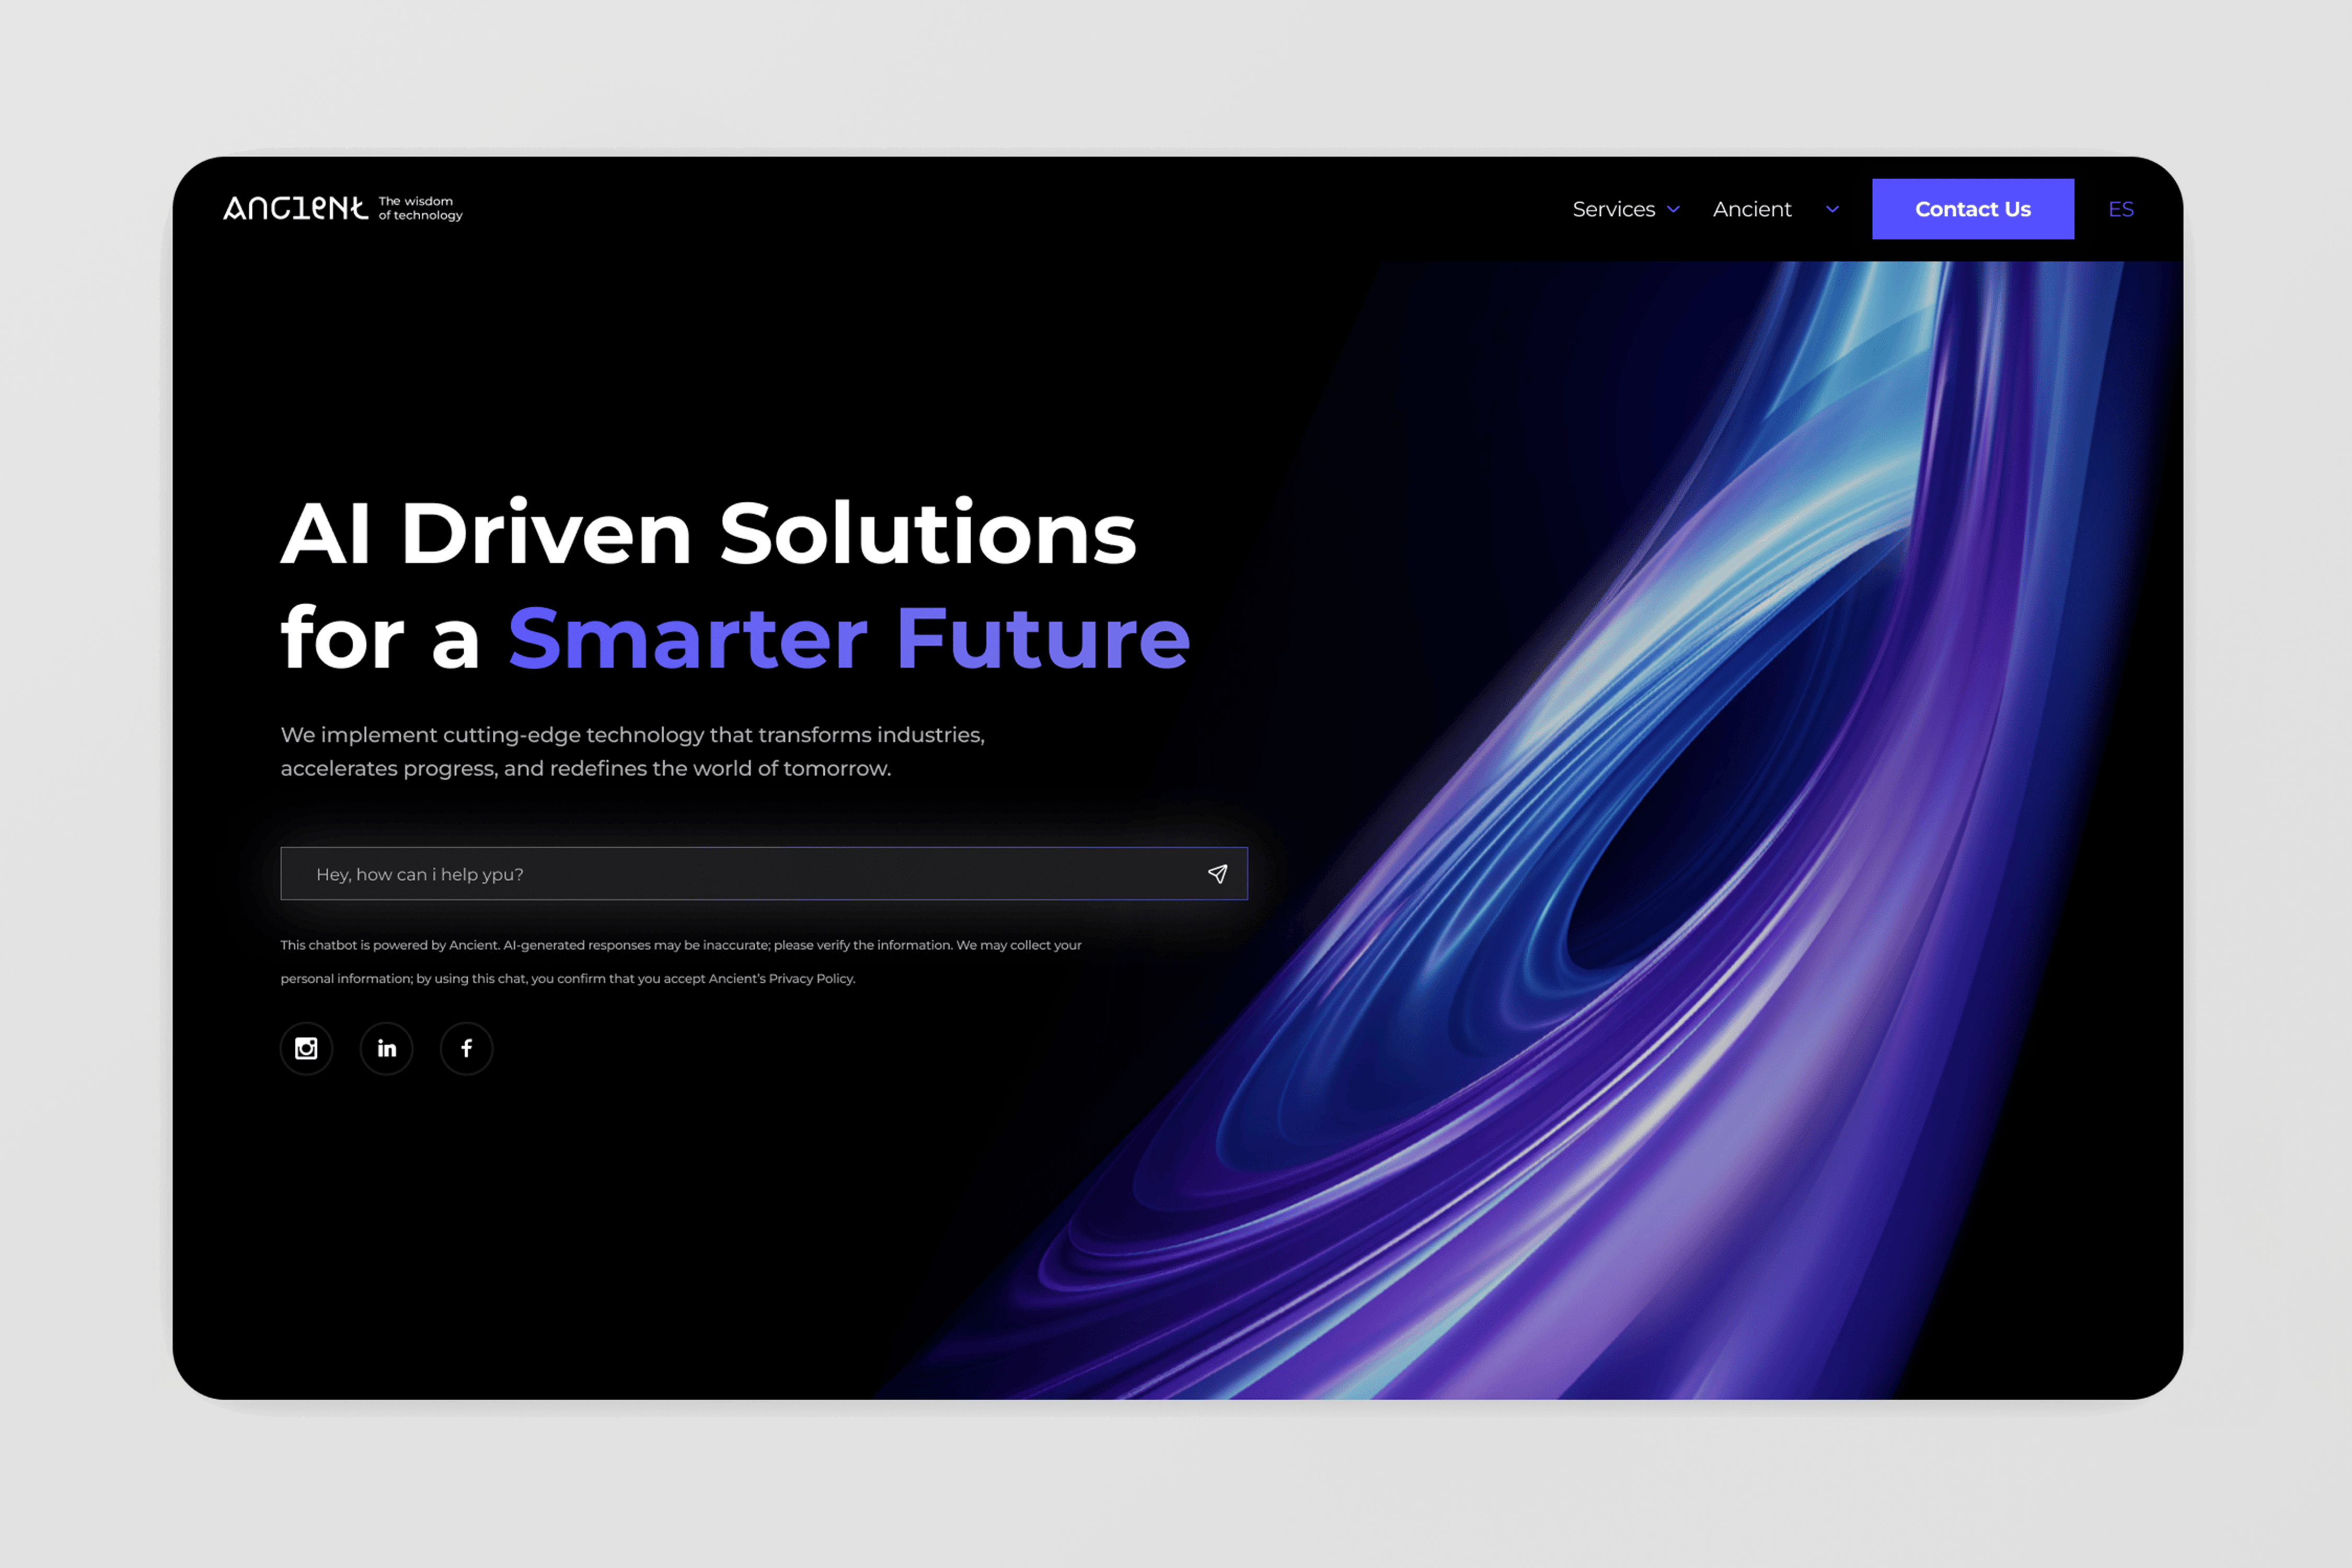 ANCIENT
The wisdom
of technology
Services
Ancient
Contact Us
ES
AI Driven Solutions
for a Smarter Future
We implement cutting-edge technology that transforms industries,
accelerates progress, and redefines the world of tomorrow.
Hey, how can i help ypu?
This chatbot is powered by Ancient. AI-generated responses may be inaccurate; please verify the information. We may collect your
personal information; by using this chat, you confirm that you accept Ancient's Privacy Policy.
in
f